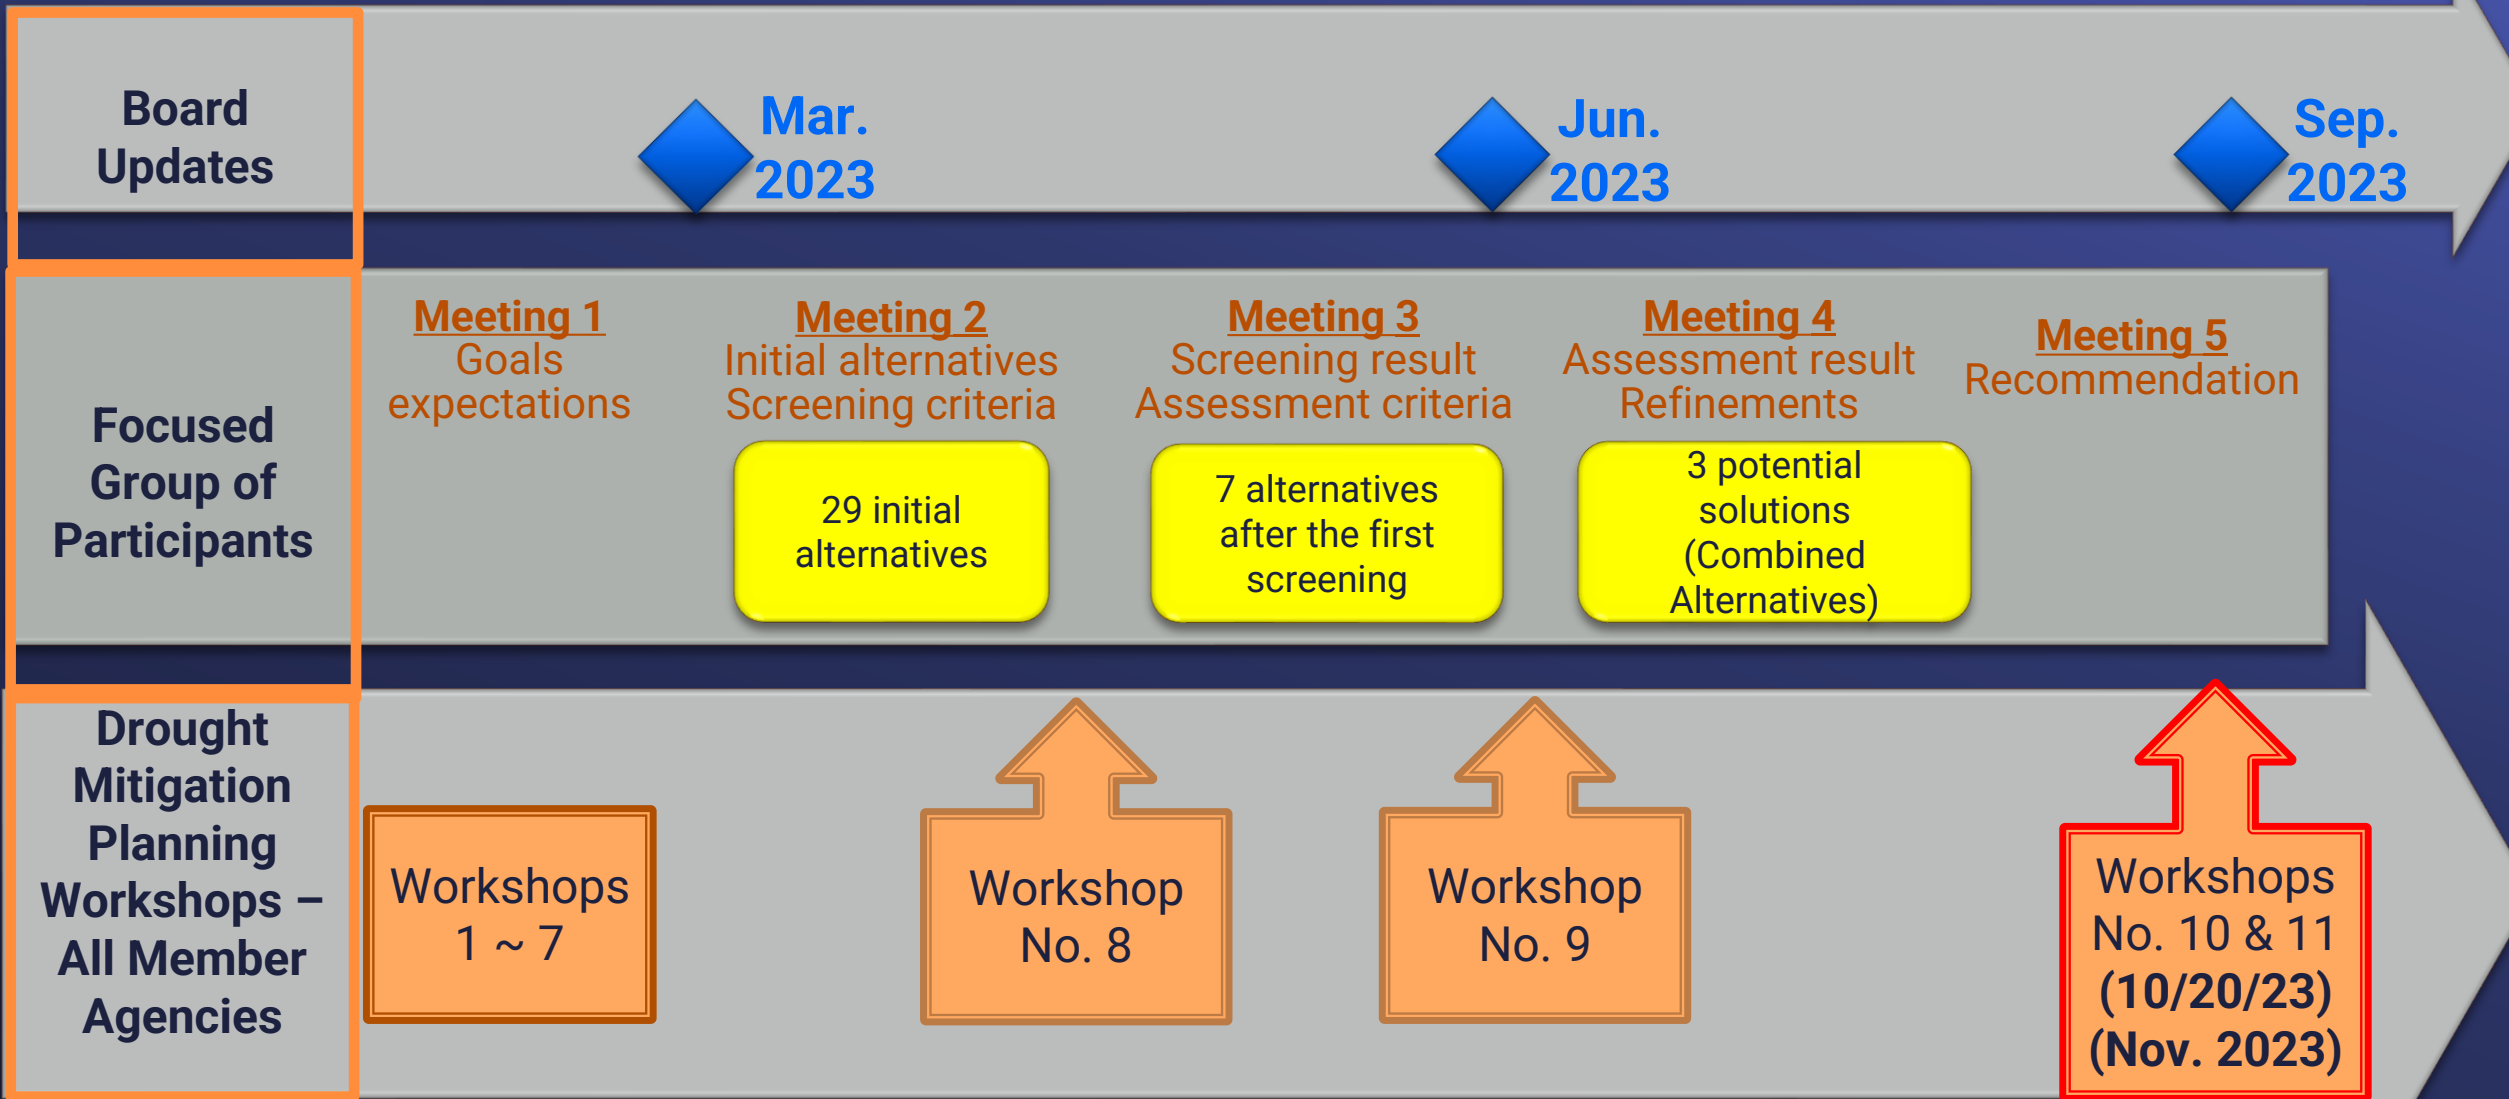 Board
Updates
Mar.
2023
Jun.
2023
Sep.
2023
Focused
Group of
Participants
Meeting 1
Goals
expectations
Meeting 2
Initial alternatives
Screening criteria
29 initial
alternatives
Meeting 3
Screening result
Assessment criteria
7 alternatives
after the first
screening
Meeting 4
Assessment result
Refinements
3 potential
solutions
(Combined
Alternatives)
Meeting 5
Recommendation
Drought
Mitigation
Planning
Workshops –
All Member
Agencies
Workshops
1 ~ 7
Workshop
No. 8
Workshop
No. 9
Workshops
No. 10 & 11
(10/20/23)
(Nov. 2023)